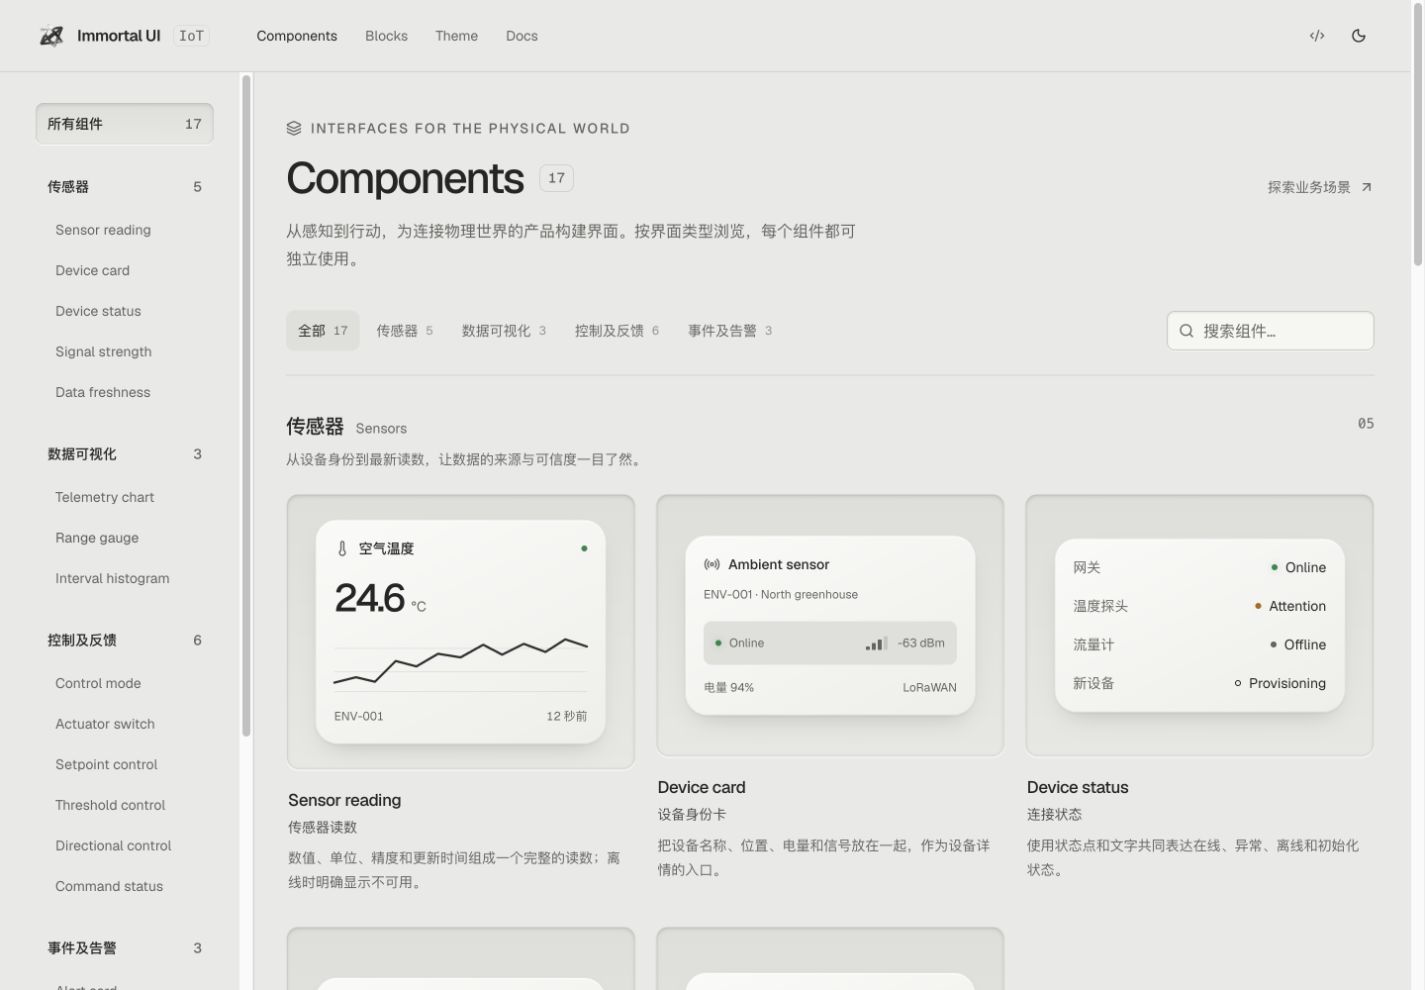 Immortal UI IoT Components Blocks Theme Docs
所有组件 17
传感器 5
Sensor reading
Device card
Device status
Signal strength
Data freshness
数据可视化 3
Telemetry chart
Range gauge
Interval histogram
控制及反馈 6
Control mode
Actuator switch
Setpoint control
Threshold control
Directional control
Command status
事件及告警 3
Alert card
INTERFACES FOR THE PHYSICAL WORLD
Components 17
探索业务场景
从感知到行动，为连接物理世界的产品构建界面。按界面类型浏览，每个组件都可
独立使用。
全部 17 传感器 5 数据可视化 3 控制及反馈 6 事件及告警 3
搜索组件...
传感器 Sensors 05
从设备身份到最新读数，让数据的来源与可信度一目了然。
空气温度
24.6 °C
ENV-001 12 秒前
Sensor reading
传感器读数
数值、单位、精度和更新时间组成一个完整的读数；离
线时明确显示不可用。
Ambient sensor
ENV-001 · North greenhouse
Online -63 dBm
电量 94% LoRaWAN
Device card
设备身份卡
把设备名称、位置、电量和信号放在一起，作为设备详
情的入口。
网关 Online
温度探头 Attention
流量计 Offline
新设备 Provisioning
Device status
连接状态
使用状态点和文字共同表达在线、异常、离线和初始化
状态。